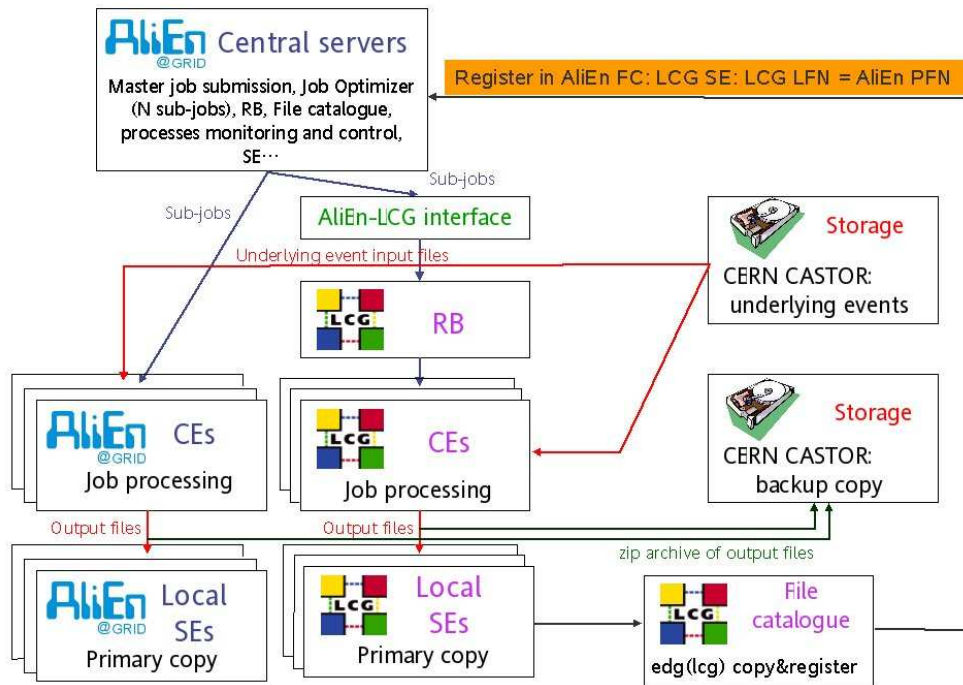 AliEn Central servers
@GRID
Master job submission, Job Optimizer
(N sub-jobs), RB, File catalogue,
processes monitoring and control,
SE…
Register in AliEn FC: LCG SE: LCG LFN = AliEn PFN
Sub-jobs
Sub-jobs
AliEn-LCG interface
Underlying event input files
Storage
CERN CASTOR:
underlying events
LCG RB
AliEn CEs
@GRID
Job processing
LCG CEs
Job processing
Storage
CERN CASTOR:
backup copy
Output files
Output files
zip archive of output files
AliEn Local
@GRID SEs
Primary copy
LCG Local
SEs
Primary copy
LCG File
catalogue
edg(lcg) copy&register